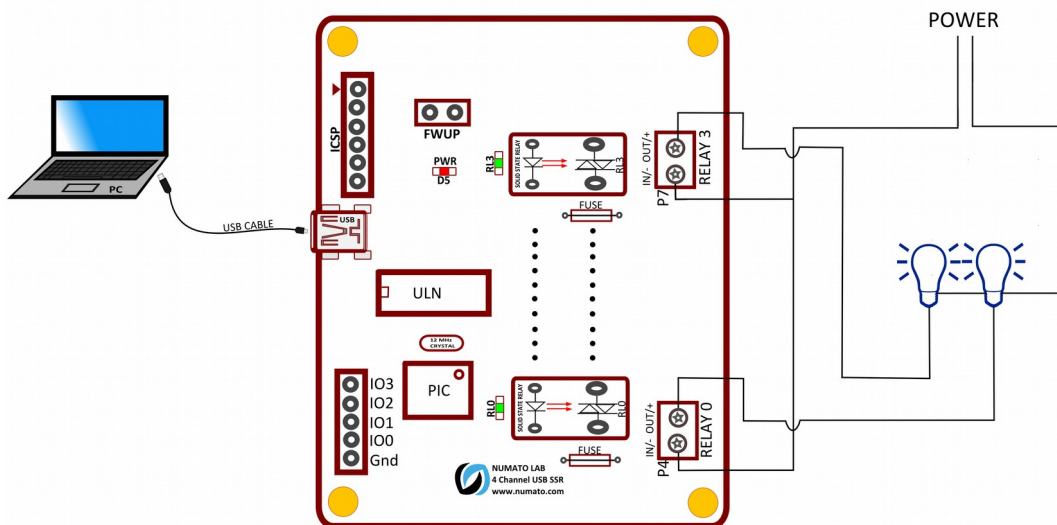 POWER
PC
USB CABLE
ICSP
FWUP
PWR
D5
USB
RL3
SOLID STATE RELAY
RL3
FUSE
IN/- OUT/+
RELAY 3
P7
ULN
12 MHz
CRYSTAL
PIC
IO3
IO2
IO1
IO0
Gnd
RL0
SOLID STATE RELAY
RL0
FUSE
IN/- OUT/+
RELAY 0
P4
NUMATO LAB
4 Channel USB SSR
www.numato.com